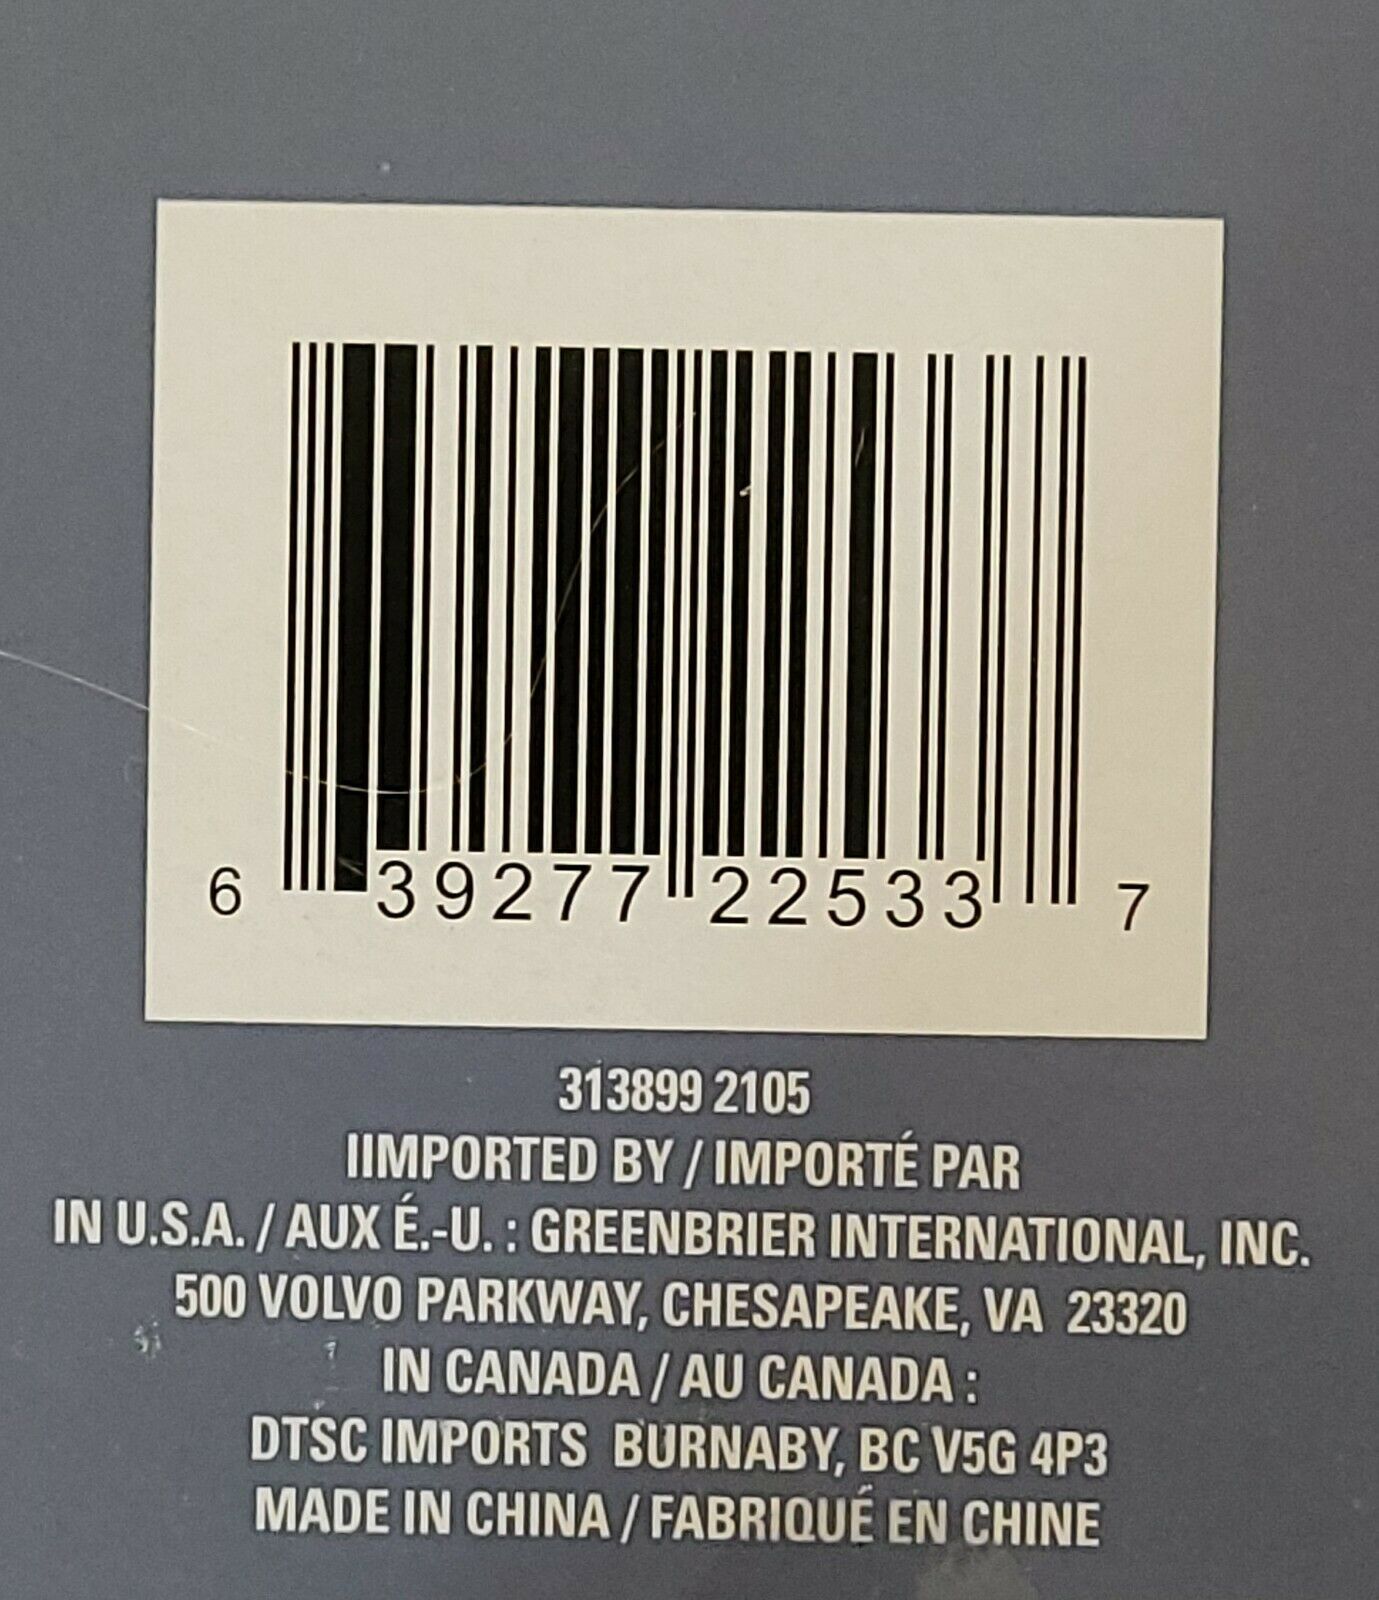 6 39277 22533 7
313899 2105
IIMPORTED BY / IMPORTÉ PAR
IN U.S.A. / AUX É.-U. : GREENBRIER INTERNATIONAL, INC.
500 VOLVO PARKWAY, CHESAPEAKE, VA 23320
IN CANADA / AU CANADA :
DTSC IMPORTS BURNABY, BC V5G 4P3
MADE IN CHINA / FABRIQUÉ EN CHINE